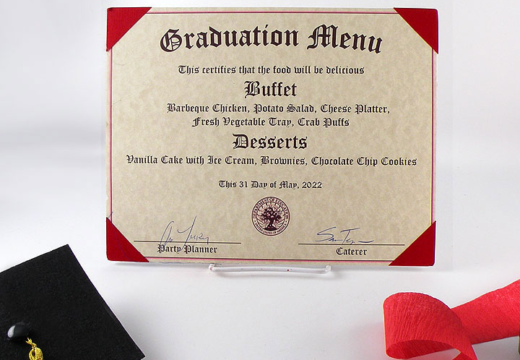 Graduation Menu
This certifies that the food will be delicious
Buffet
Barbeque Chicken, Potato Salad, Cheese Platter,
Fresh Vegetable Tray, Crab Puffs
Desserts
Vanilla Cake with Ice Cream, Brownies, Chocolate Chip Cookies
This 31 Day of May, 2022
Party Planner
Caterer